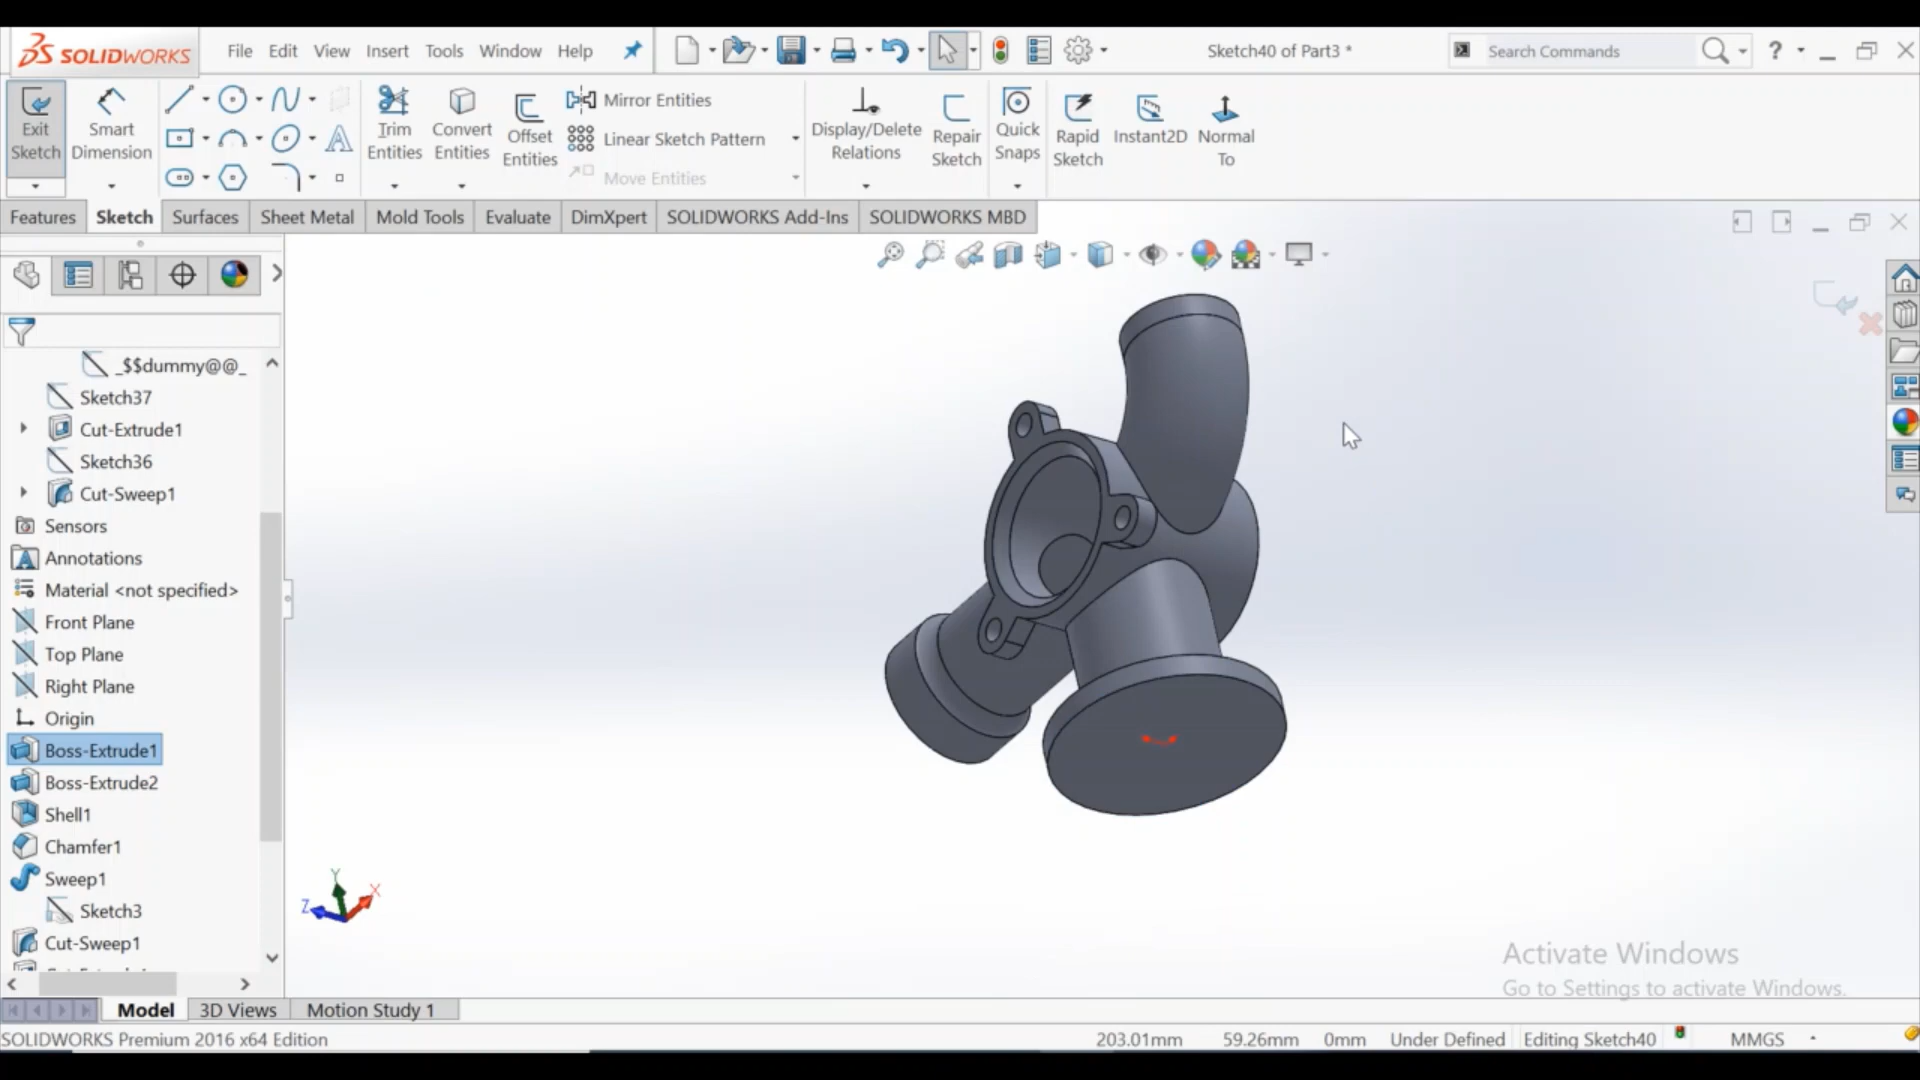 SOLIDWORKS File Edit View Insert Tools Window Help Sketch40 of Part3 * Search Commands ?
Exit Sketch
Smart Dimension
Trim Entities
Convert Entities
Offset Entities
Mirror Entities
Linear Sketch Pattern
Move Entities
Display/Delete Relations
Repair Sketch
Quick Snaps
Rapid Sketch
Instant2D
Normal To
Features Sketch Surfaces Sheet Metal Mold Tools Evaluate DimXpert SOLIDWORKS Add-Ins SOLIDWORKS MBD
_$$dummy@@_
Sketch37
Cut-Extrude1
Sketch36
Cut-Sweep1
Sensors
Annotations
Material <not specified>
Front Plane
Top Plane
Right Plane
Origin
Boss-Extrude1
Boss-Extrude2
Shell1
Chamfer1
Sweep1
Sketch3
Cut-Sweep1
Y
X
Z
Activate Windows
Go to Settings to activate Windows.
Model 3D Views Motion Study 1
SOLIDWORKS Premium 2016 x64 Edition 203.01mm 59.26mm 0mm Under Defined Editing Sketch40 MMGS